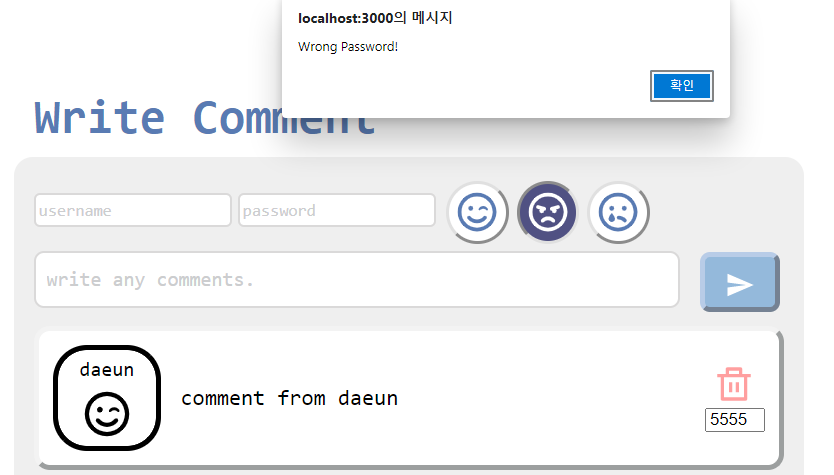 localhost:3000의 메시지
Wrong Password!
확인
Write Comment
username
password
write any comments.
daeun
comment from daeun
5555